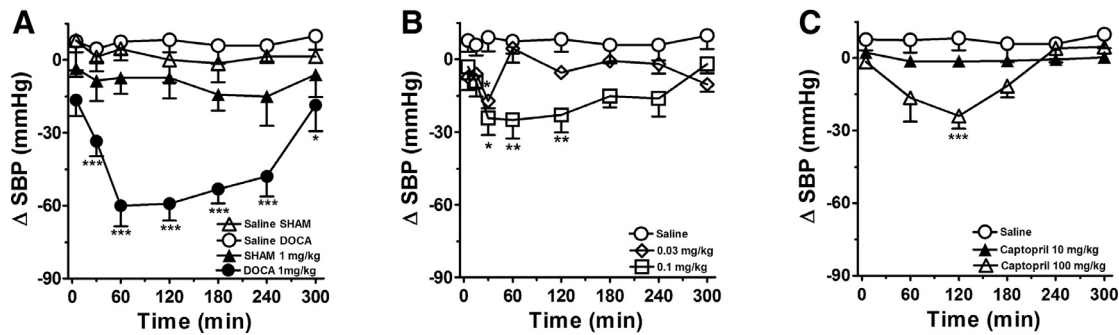 A
Δ SBP (mmHg)
0
-30
-60
-90
***
***
***
***
***
*
Saline SHAM
Saline DOCA
SHAM 1 mg/kg
DOCA 1mg/kg
0 60 120 180 240 300
Time (min)
B
Δ SBP (mmHg)
0
-30
-60
-90
*
*
**
**
Saline
0.03 mg/kg
0.1 mg/kg
0 60 120 180 240 300
Time (min)
C
Δ SBP (mmHg)
0
-30
-60
-90
***
Saline
Captopril 10 mg/kg
Captopril 100 mg/kg
0 60 120 180 240 300
Time (min)